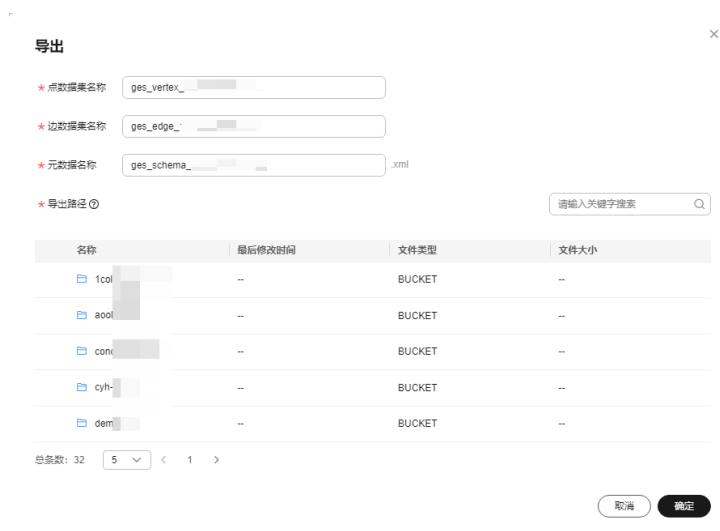 导出
* 点数据集名称 ges_vertex_
* 边数据集名称 ges_edge_
* 元数据名称 ges_schema_ .xml
* 导出路径 ? 请输入关键字搜索
名称 最后修改时间 文件类型 文件大小
1col -- BUCKET --
aool -- BUCKET --
conc -- BUCKET --
cyh- -- BUCKET --
dem -- BUCKET --
总条数: 32 5 < 1 >
取消 确定